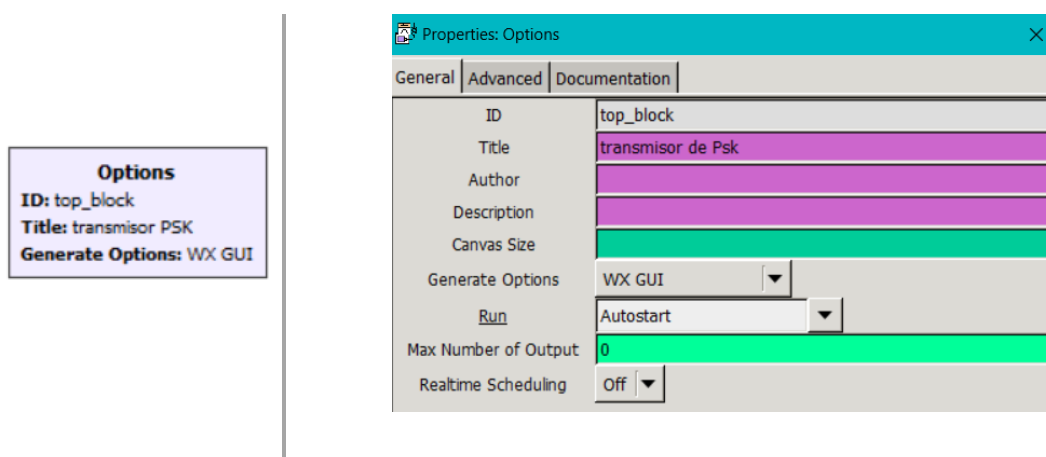 Options
ID: top_block
Title: transmisor PSK
Generate Options: WX GUI
Properties: Options
General Advanced Documentation
ID top_block
Title transmisor de Psk
Author
Description
Canvas Size
Generate Options WX GUI
Run Autostart
Max Number of Output 0
Realtime Scheduling Off